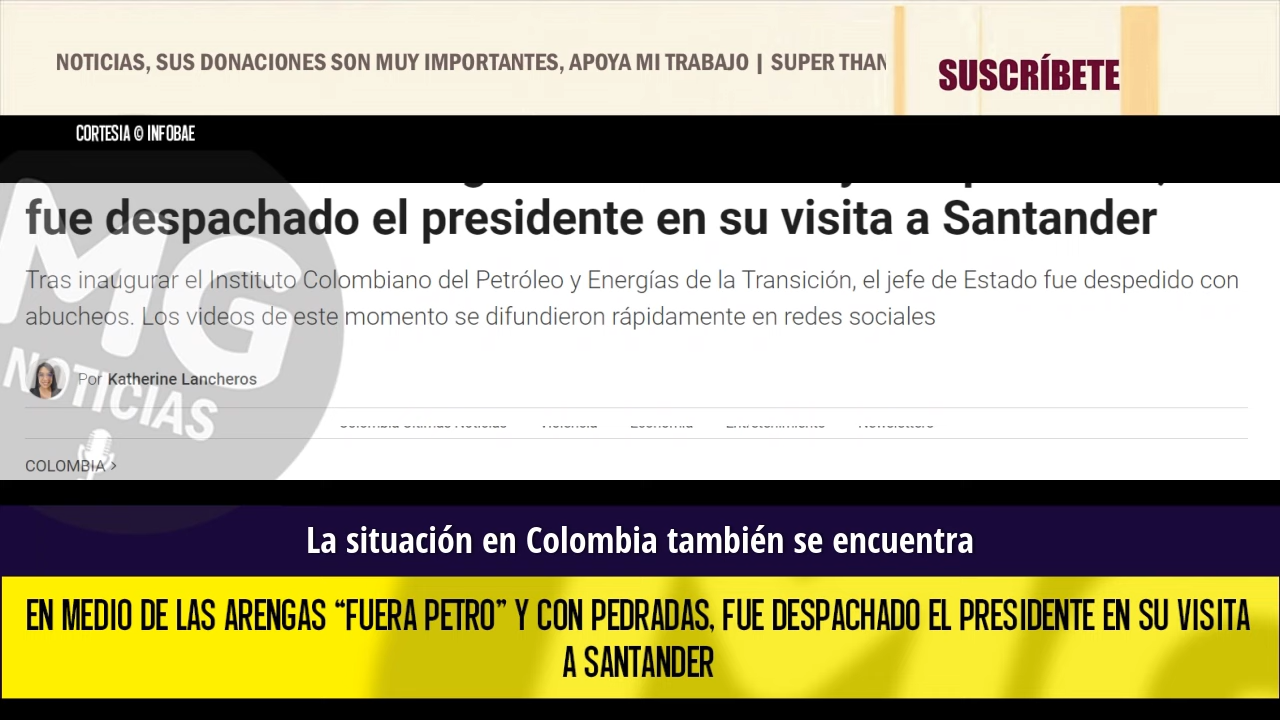 NOTICIAS, SUS DONACIONES SON MUY IMPORTANTES, APOYA MI TRABAJO | SUPER THAN
SUSCRÍBETE
CORTESIA © INFOBAE
fue despachado el presidente en su visita a Santander
Tras inaugurar el Instituto Colombiano del Petróleo y Energías de la Transición, el jefe de Estado fue despedido con
abucheos. Los videos de este momento se difundieron rápidamente en redes sociales
MG
NOTICIAS
Por Katherine Lancheros
COLOMBIA >
La situación en Colombia también se encuentra
EN MEDIO DE LAS ARENGAS “FUERA PETRO” Y CON PEDRADAS, FUE DESPACHADO EL PRESIDENTE EN SU VISITA
A SANTANDER